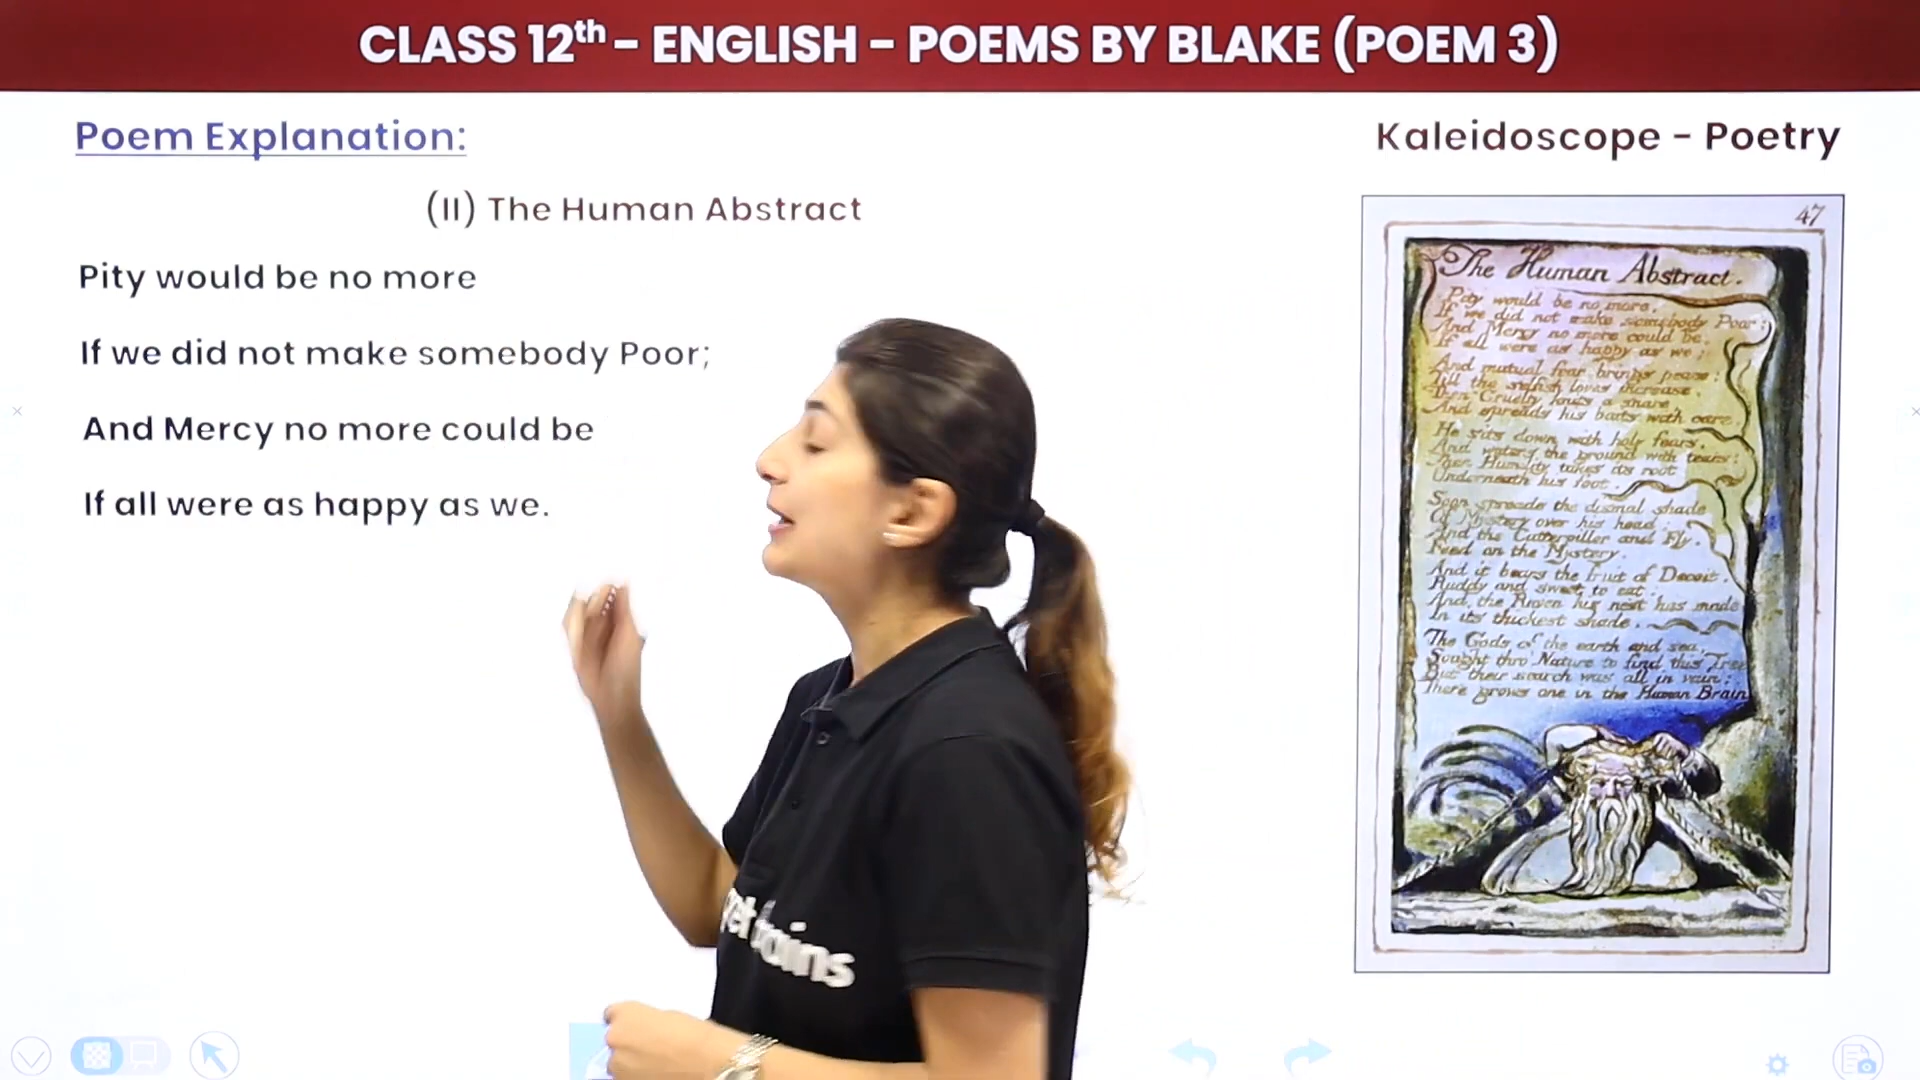 CLASS 12th – ENGLISH – POEMS BY BLAKE (POEM 3)
Poem Explanation:
Kaleidoscope – Poetry
(II) The Human Abstract
Pity would be no more
If we did not make somebody Poor;
And Mercy no more could be
If all were as happy as we.
47
The Human Abstract.
Pity would be no more,
If we did not make somebody Poor:
And Mercy no more could be,
If all were as happy as we;
And mutual fear brings peace;
Till the selfish loves increase.
Then Cruelty knits a snare
And spreads his baits with care
He sits down with holy fears,
And waters the ground with tears:
Then Humility takes its root
Underneath his foot.
Soon spreads the dismal shade
Of Mystery over his head;
And the Catterpiller and Fly.
Feed on the Mystery.
And it bears the fruit of Deceit,
Ruddy and sweet to eat:
And the Raven his nest has made
In its thickest shade.
The Gods of the earth and sea,
Sought thro' Nature to find this Tree
But their search was all in vain:
There grows one in the Human Brain